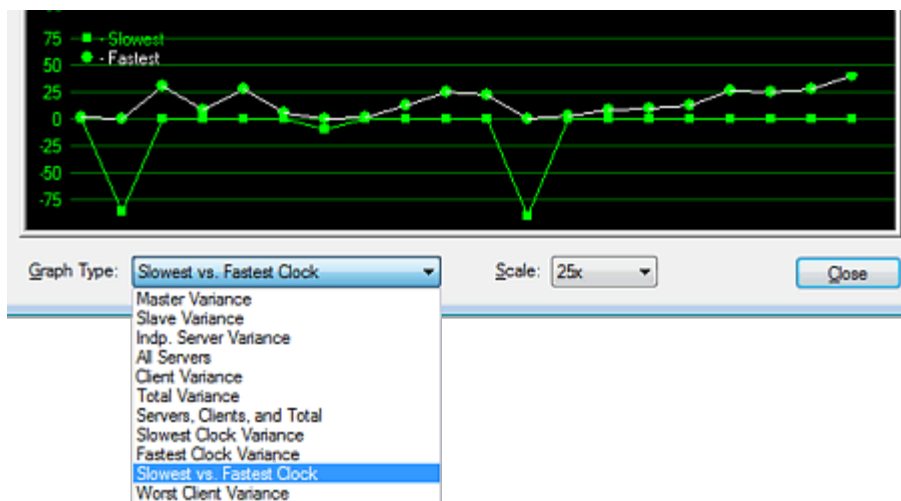 75 - Slowest
50 - Fastest
25
0
-25
-50
-75
Graph Type: Slowest vs. Fastest Clock Scale: 25x Close
Master Variance
Slave Variance
Indp. Server Variance
All Servers
Client Variance
Total Variance
Servers, Clients, and Total
Slowest Clock Variance
Fastest Clock Variance
Slowest vs. Fastest Clock
Worst Client Variance